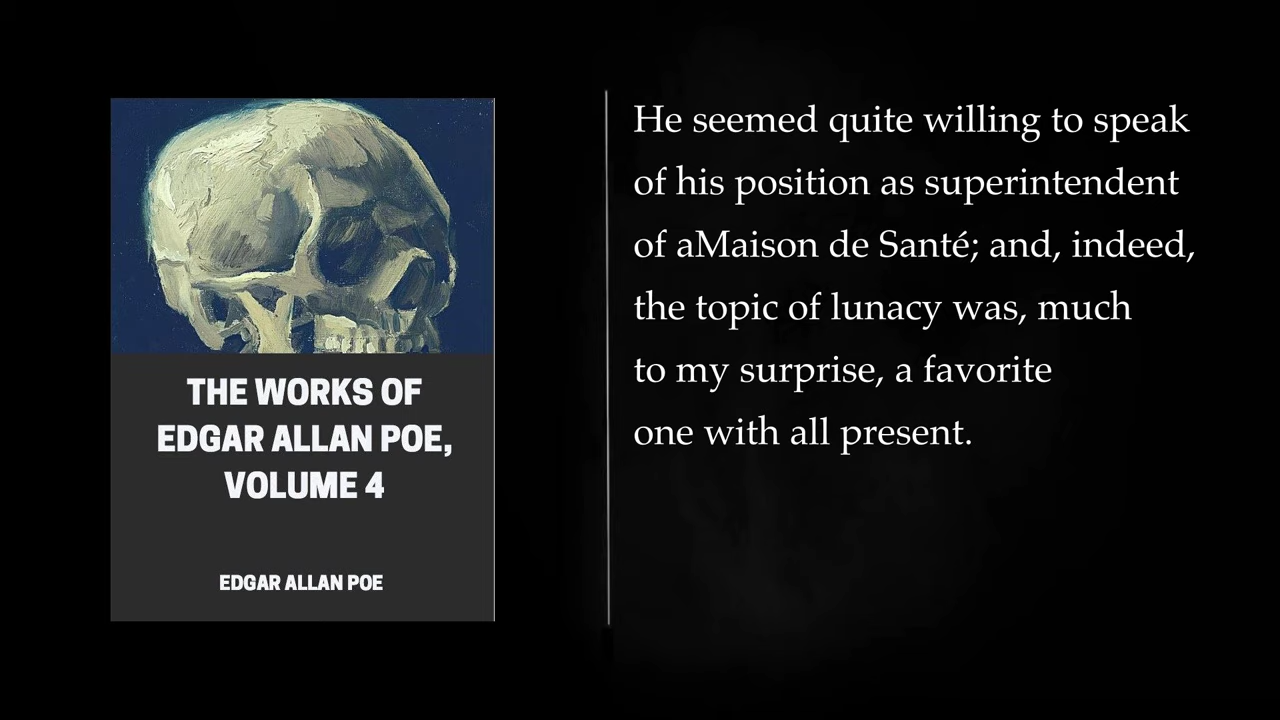 THE WORKS OF
EDGAR ALLAN POE,
VOLUME 4
EDGAR ALLAN POE
He seemed quite willing to speak
of his position as superintendent
of aMaison de Santé; and, indeed,
the topic of lunacy was, much
to my surprise, a favorite
one with all present.